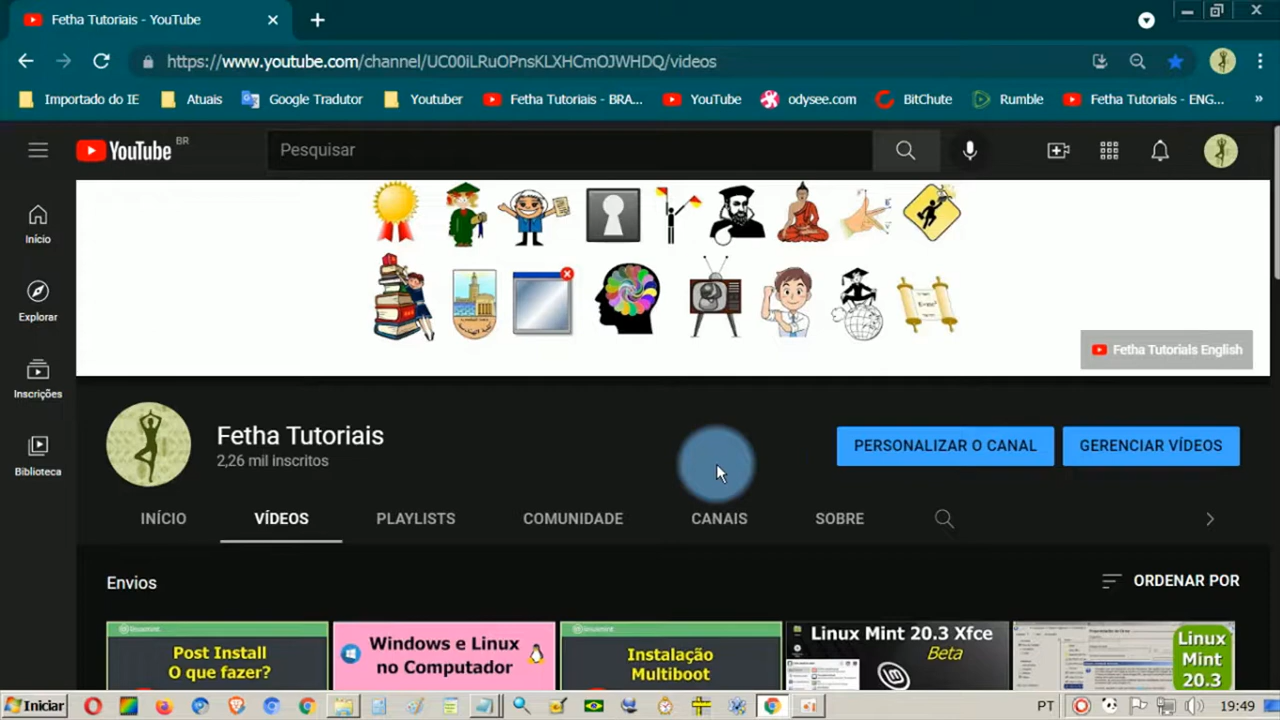 Fetha Tutoriais - YouTube
https://www.youtube.com/channel/UC00iLRuOPnsKLXHCmOJWHDQ/videos
Importado do IE Atuais Google Tradutor Youtuber Fetha Tutoriais - BRA... YouTube odysee.com BitChute Rumble Fetha Tutorials - ENG... »
YouTube BR Pesquisar
Início
Explorar
Inscrições
Biblioteca
Fetha Tutorials English
Fetha Tutoriais
2,26 mil inscritos
PERSONALIZAR O CANAL GERENCIAR VÍDEOS
INÍCIO VÍDEOS PLAYLISTS COMUNIDADE CANAIS SOBRE
Envios ORDENAR POR
linuxmint
Post Install
O que fazer?
Windows e Linux
no Computador
linuxmint
Instalação
Multiboot
Linux Mint 20.3 Xfce
Beta
Linux
Mint
20.3
Iniciar PT 19:49